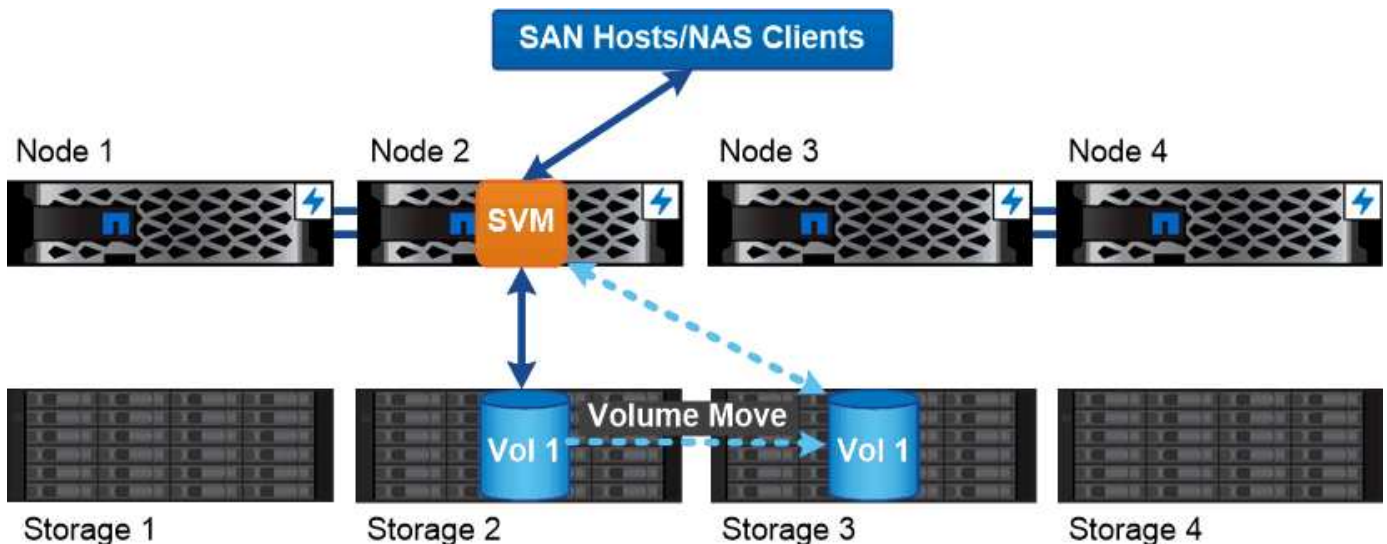 SAN Hosts/NAS Clients
Node 1
Node 2
Node 3
Node 4
SVM
Volume Move
Vol 1
Vol 1
Storage 1
Storage 2
Storage 3
Storage 4